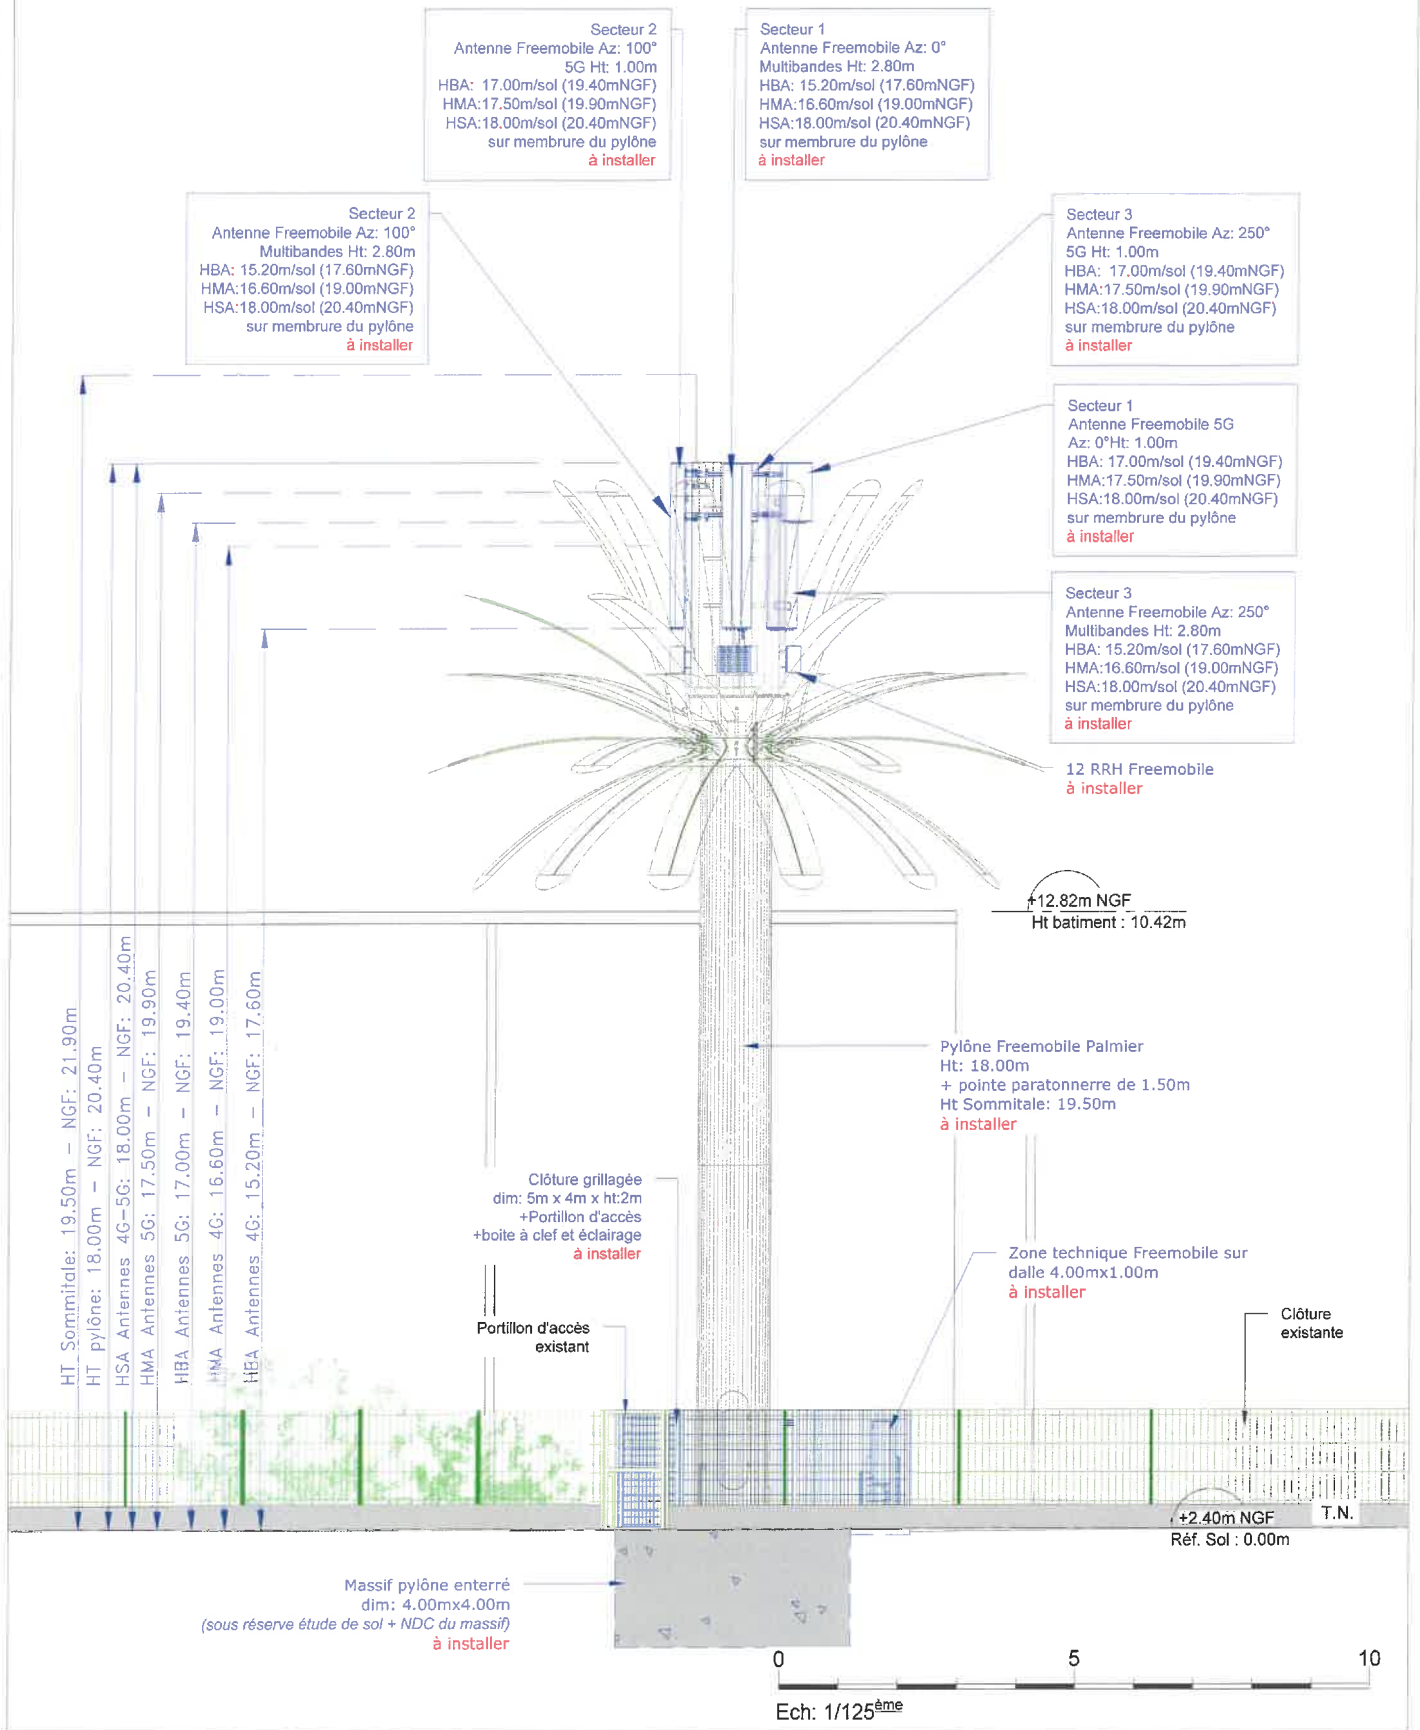 Secteur 2
Antenne Freemobile Az: 100°
5G Ht: 1.00m
HBA: 17.00m/sol (19.40mNGF)
HMA:17.50m/sol (19.90mNGF)
HSA:18.00m/sol (20.40mNGF)
sur membrure du pylône
à installer
Secteur 1
Antenne Freemobile Az: 0°
Multibandes Ht: 2.80m
HBA: 15.20m/sol (17.60mNGF)
HMA:16.60m/sol (19.00mNGF)
HSA:18.00m/sol (20.40mNGF)
sur membrure du pylône
à installer
Secteur 2
Antenne Freemobile Az: 100°
Multibandes Ht: 2.80m
HBA: 15.20m/sol (17.60mNGF)
HMA:16.60m/sol (19.00mNGF)
HSA:18.00m/sol (20.40mNGF)
sur membrure du pylône
à installer
Secteur 3
Antenne Freemobile Az: 250°
5G Ht: 1.00m
HBA: 17.00m/sol (19.40mNGF)
HMA:17.50m/sol (19.90mNGF)
HSA:18.00m/sol (20.40mNGF)
sur membrure du pylône
à installer
Secteur 1
Antenne Freemobile 5G
Az: 0°Ht: 1.00m
HBA: 17.00m/sol (19.40mNGF)
HMA:17.50m/sol (19.90mNGF)
HSA:18.00m/sol (20.40mNGF)
sur membrure du pylône
à installer
Secteur 3
Antenne Freemobile Az: 250°
Multibandes Ht: 2.80m
HBA: 15.20m/sol (17.60mNGF)
HMA:16.60m/sol (19.00mNGF)
HSA:18.00m/sol (20.40mNGF)
sur membrure du pylône
à installer
12 RRH Freemobile
à installer
+12.82m NGF
Ht batiment : 10.42m
HT Sommitale: 19.50m - NGF: 21.90m
HT pylône: 18.00m - NGF: 20.40m
HSA Antennes 4G-5G: 18.00m - NGF: 20.40m
HMA Antennes 5G: 17.50m - NGF: 19.90m
HBA Antennes 5G: 17.00m - NGF: 19.40m
HMA Antennes 4G: 16.60m - NGF: 19.00m
HBA Antennes 4G: 15.20m - NGF: 17.60m
Pylône Freemobile Palmier
Ht: 18.00m
+ pointe paratonnerre de 1.50m
Ht Sommitale: 19.50m
à installer
Clôture grillagée
dim: 5m x 4m x ht:2m
+Portillon d'accès
+boite à clef et éclairage
à installer
Zone technique Freemobile sur
dalle 4.00mx1.00m
à installer
Portillon d'accès
existant
Clôture
existante
+2.40m NGF
T.N.
Réf. Sol : 0.00m
Massif pylône enterré
dim: 4.00mx4.00m
(sous réserve étude de sol + NDC du massif)
à installer
0 5 10
Ech: 1/125ème